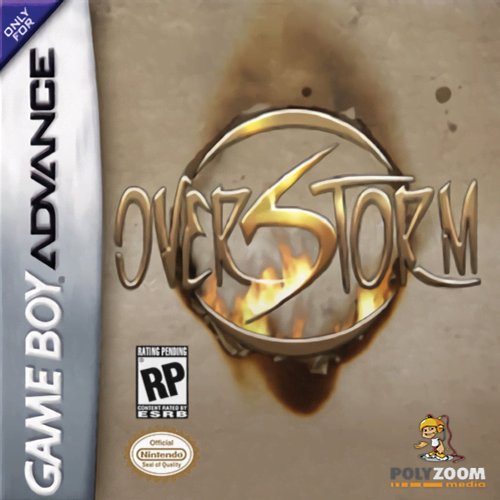 ONLY
FOR
GAME BOY ADVANCE
OVERSTORM
RATING PENDING
RP
CONTENT RATED BY
ESRB
Official
Nintendo
Seal of Quality
POLYZOOM
media